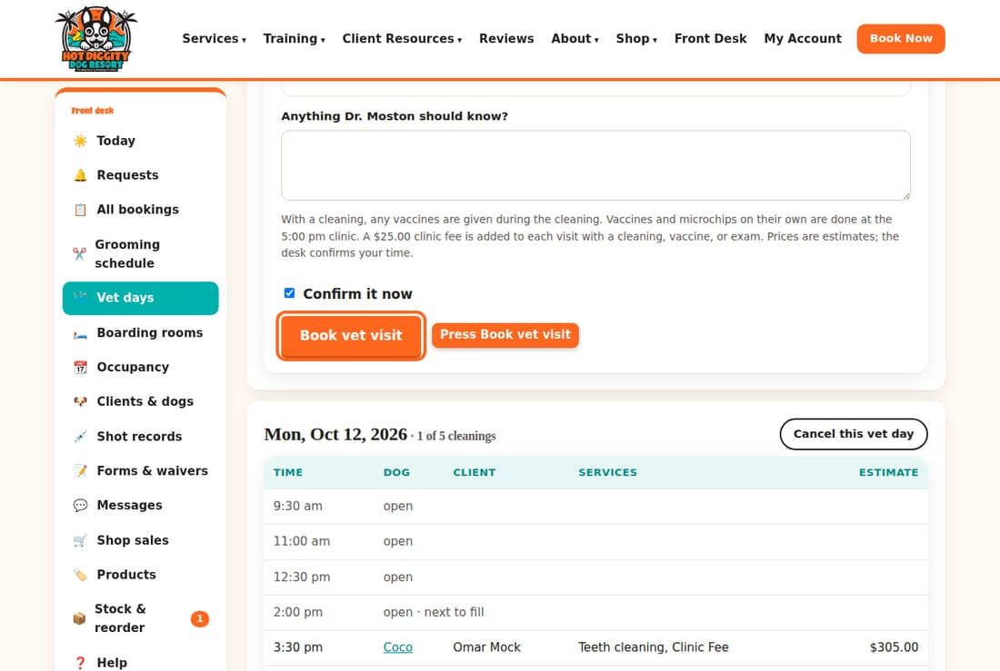 HOT DIGGITY
DOG RESORT
Services ▾ Training ▾ Client Resources ▾ Reviews About ▾ Shop ▾ Front Desk My Account Book Now
Front desk
Today
Requests
All bookings
Grooming
schedule
Vet days
Boarding rooms
Occupancy
Clients & dogs
Shot records
Forms & waivers
Messages
Shop sales
Products
Stock &
reorder 1
Help
Anything Dr. Moston should know?
With a cleaning, any vaccines are given during the cleaning. Vaccines and microchips on their own are done at the
5:00 pm clinic. A $25.00 clinic fee is added to each visit with a cleaning, vaccine, or exam. Prices are estimates; the
desk confirms your time.
Confirm it now
Book vet visit Press Book vet visit
Mon, Oct 12, 2026 · 1 of 5 cleanings Cancel this vet day
TIME DOG CLIENT SERVICES ESTIMATE
9:30 am open
11:00 am open
12:30 pm open
2:00 pm open · next to fill
3:30 pm Coco Omar Mock Teeth cleaning, Clinic Fee $305.00